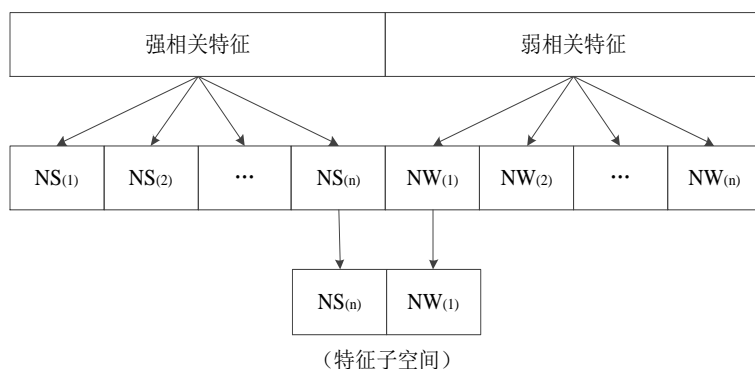 强相关特征 弱相关特征
NS(1) NS(2) ··· NS(n) NW(1) NW(2) ··· NW(n)
NS(n) NW(1)
（特征子空间）